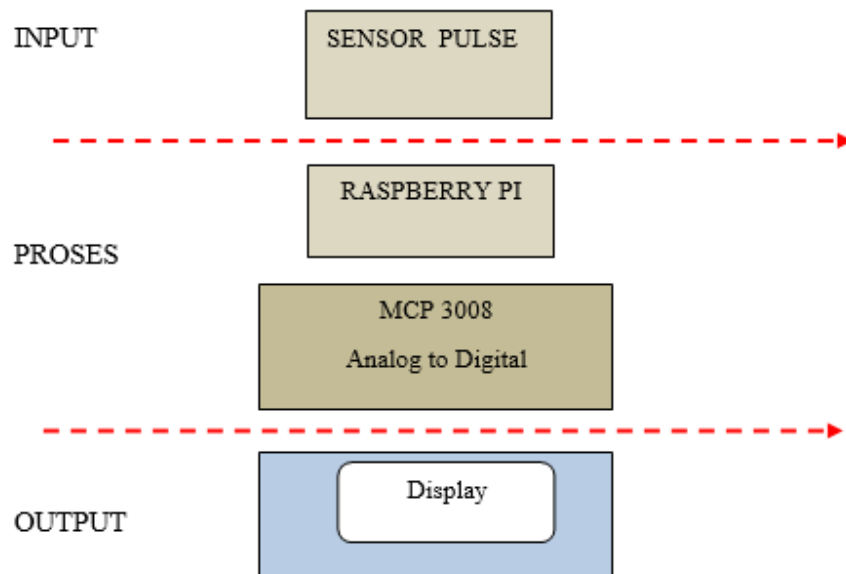 INPUT
SENSOR PULSE
RASPBERRY PI
PROSES
MCP 3008
Analog to Digital
Display
OUTPUT